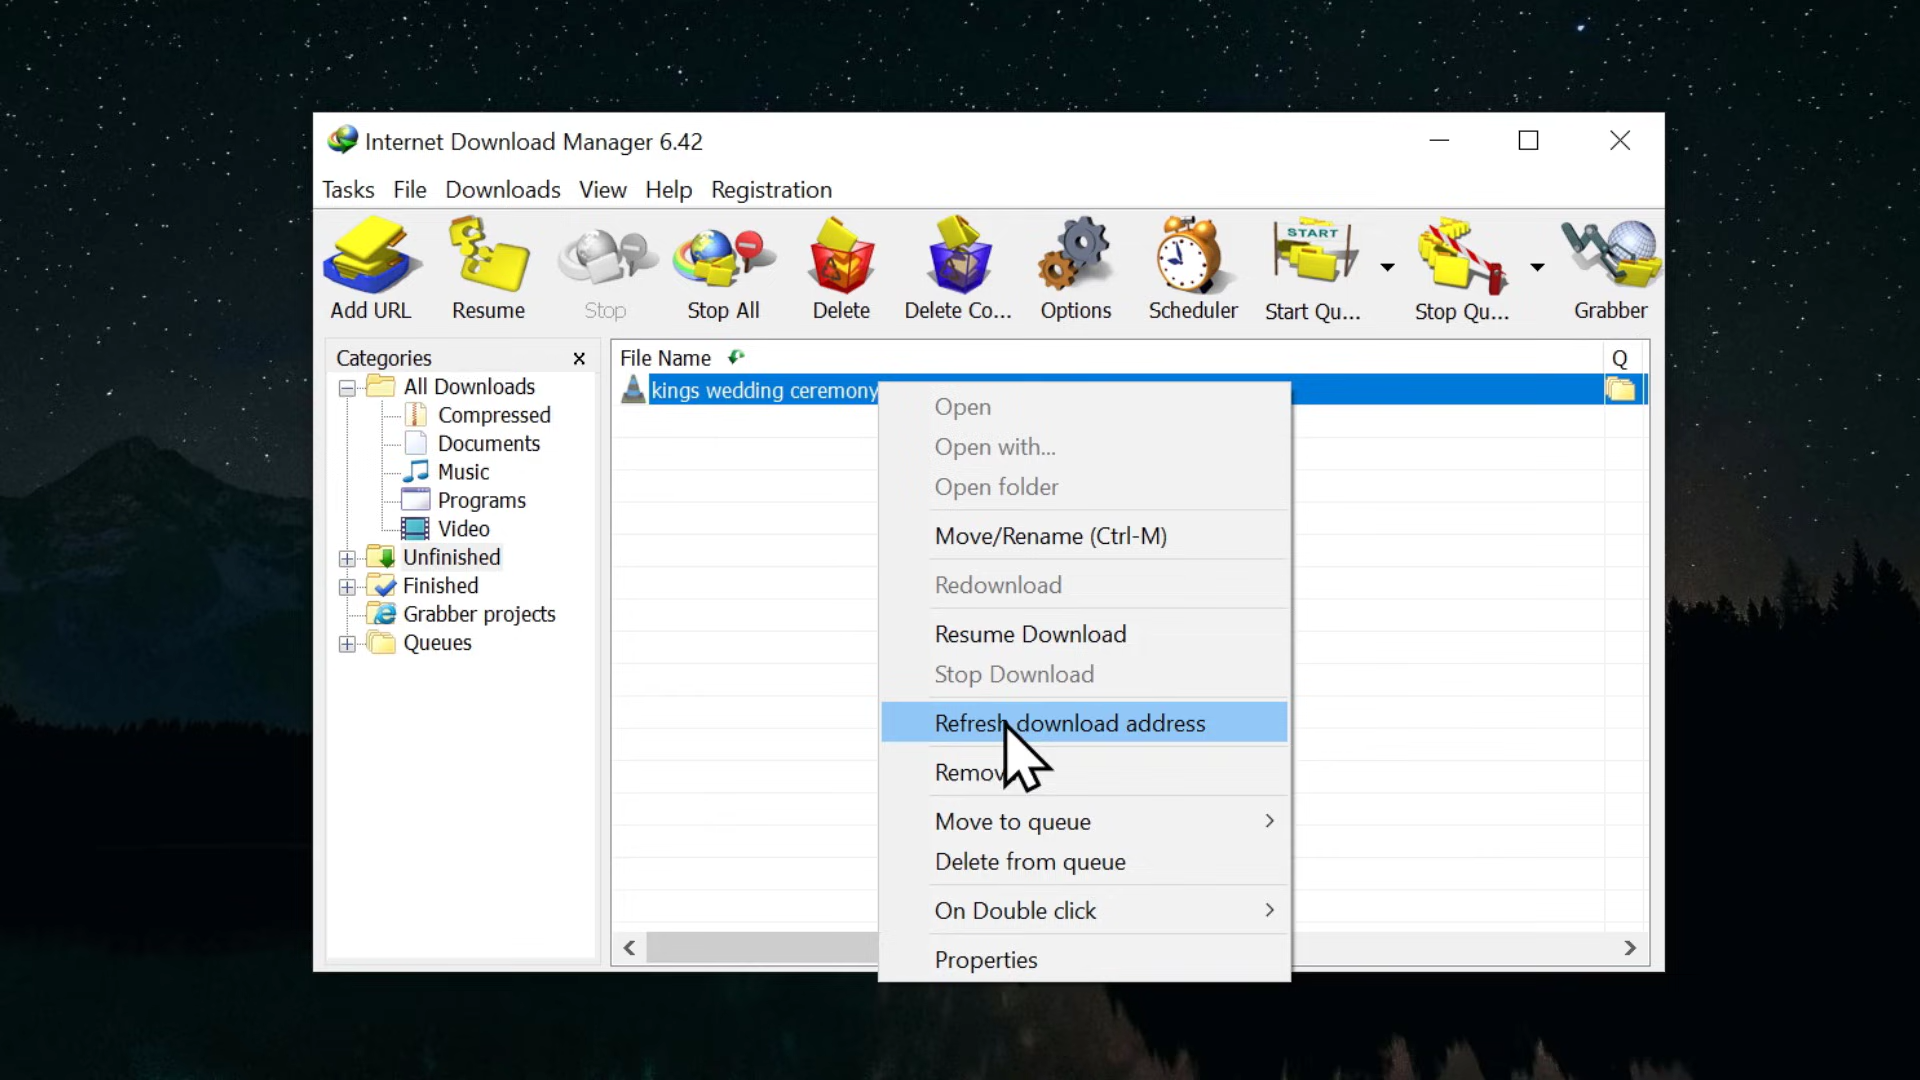 Internet Download Manager 6.42
Tasks File Downloads View Help Registration
START
Add URL Resume Stop Stop All Delete Delete Co... Options Scheduler Start Qu... Stop Qu... Grabber
Categories
All Downloads
Compressed
Documents
Music
Programs
Video
Unfinished
Finished
Grabber projects
Queues
File Name Q
kings wedding ceremony
Open
Open with...
Open folder
Move/Rename (Ctrl-M)
Redownload
Resume Download
Stop Download
Refresh download address
Move to queue
Delete from queue
On Double click
Properties